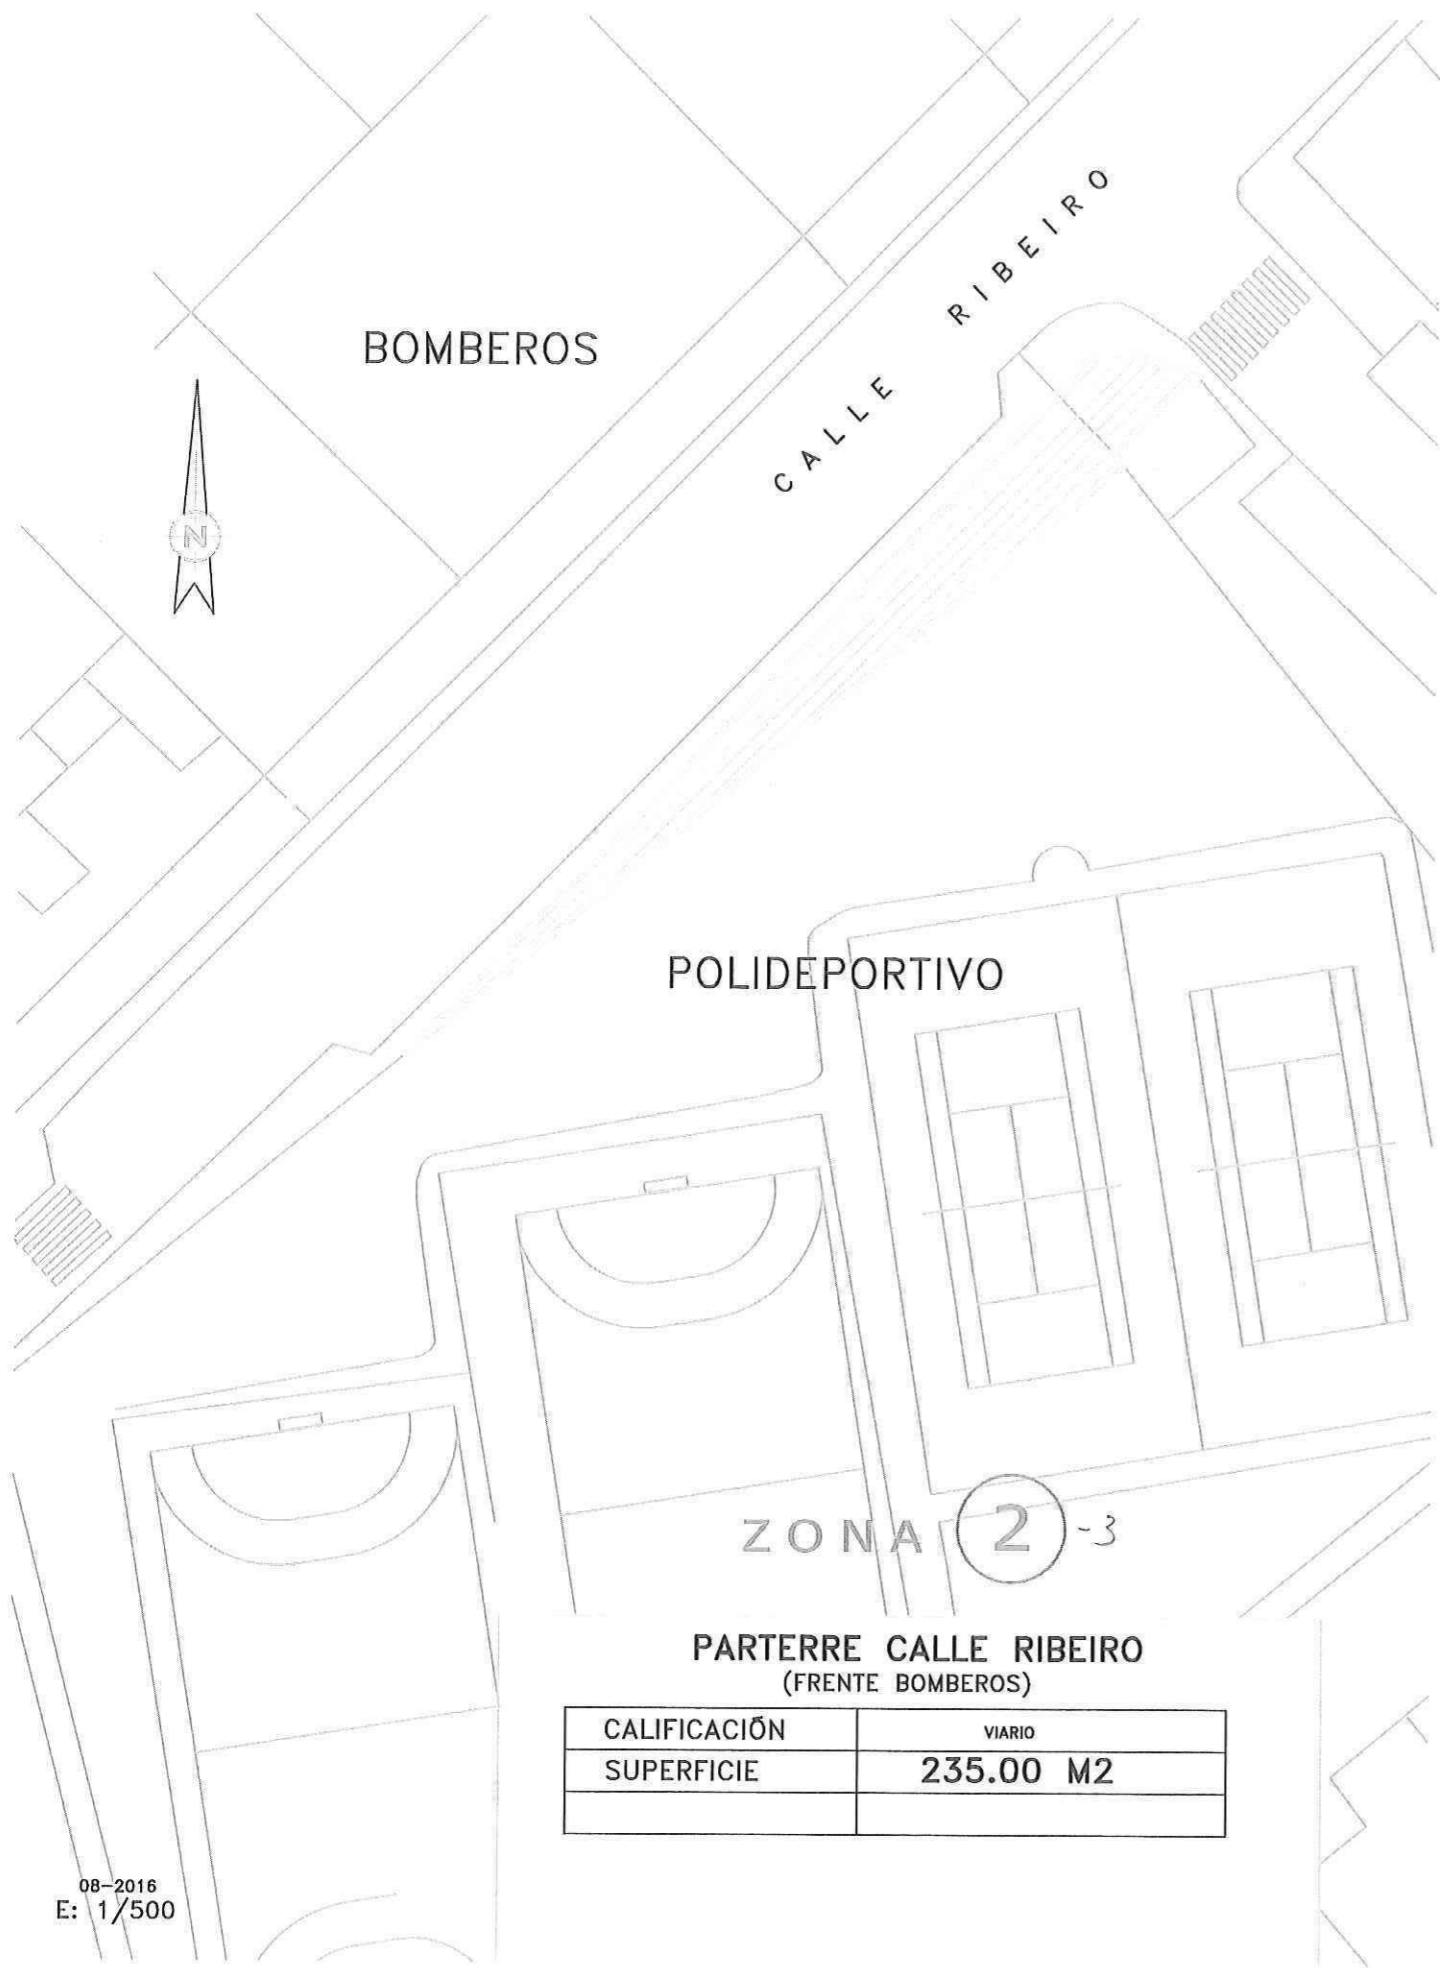 CALLE RIBEIRO
BOMBEROS
N
POLIDEPORTIVO
ZONA 2 -3
PARTERRE CALLE RIBEIRO
(FRENTE BOMBEROS)
CALIFICACIÓN VIARIO
SUPERFICIE 235.00 M2
08-2016
E: 1/500